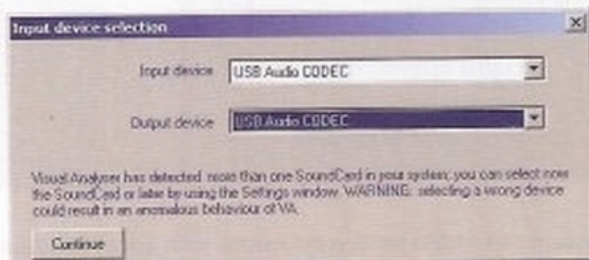 Input device selection
Input device USB Audio CODEC
Output device USB Audio CODEC
Visual Analyser has detected more than one SoundCard in your system; you can select now
the SoundCard or later by using the Settings window. WARNING: selecting a wrong device
could result in an anomalous behaviour of VA.
Continue